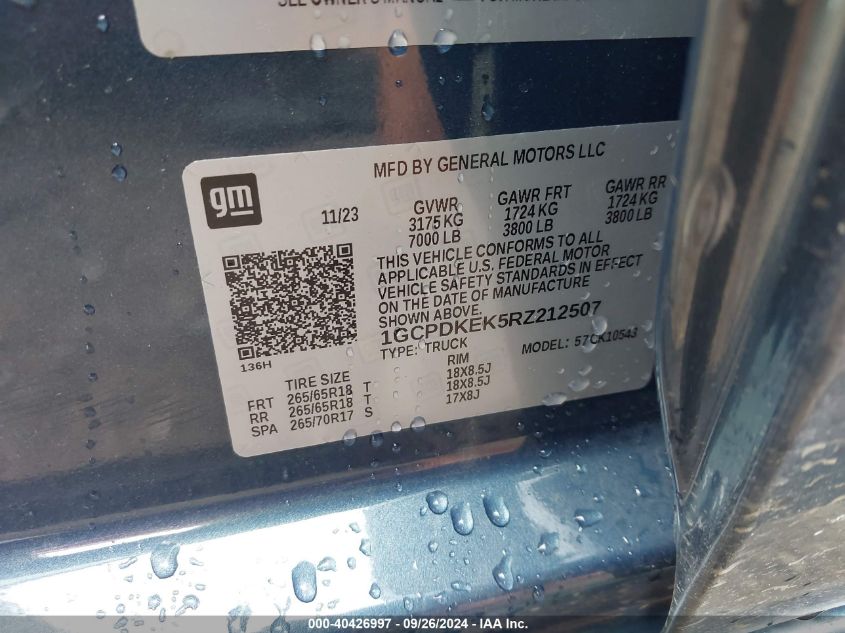 SEE OWNER'S MANUAL
MFD BY GENERAL MOTORS LLC
gm
11/23
GVWR GAWR FRT GAWR RR
3175 KG 1724 KG 1724 KG
7000 LB 3800 LB 3800 LB
THIS VEHICLE CONFORMS TO ALL
APPLICABLE U.S. FEDERAL MOTOR
VEHICLE SAFETY STANDARDS IN EFFECT
ON THE DATE OF MANUFACTURE
SHOWN ABOVE.
1GCPDKEK5RZ212507
TYPE: TRUCK MODEL: 57CK10543
136H
TIRE SIZE RIM
FRT 265/65R18 T 18X8.5J
RR 265/65R18 T 18X8.5J
SPA 265/70R17 S 17X8J
000-40426997 - 09/26/2024 - IAA Inc.